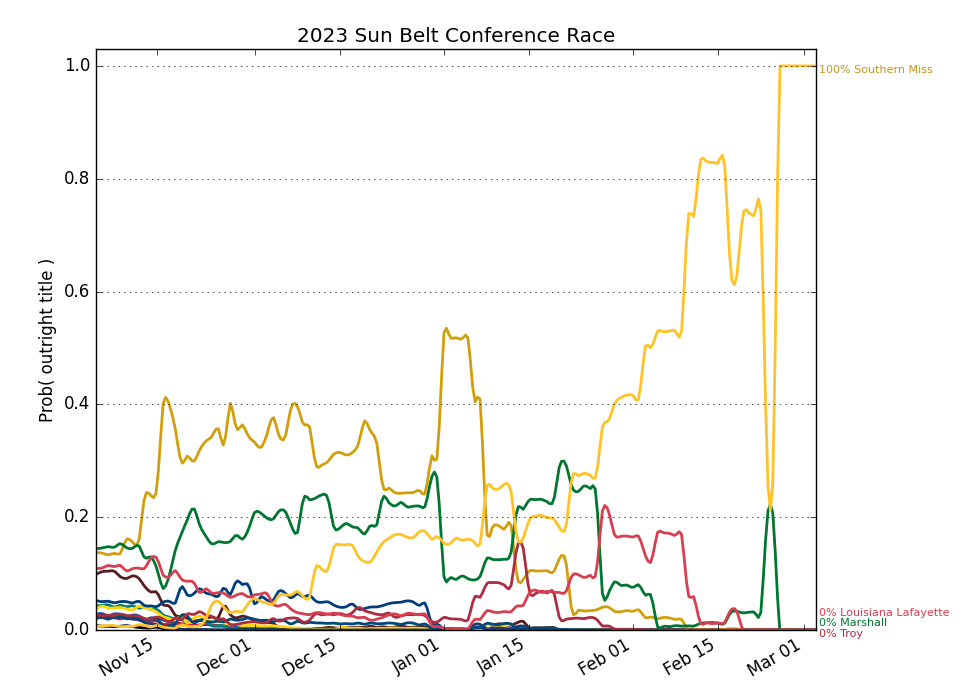 2023 Sun Belt Conference Race
Prob( outright title )
1.0
0.8
0.6
0.4
0.2
0.0
Nov 15
Dec 01
Dec 15
Jan 01
Jan 15
Feb 01
Feb 15
Mar 01
100% Southern Miss
0% Louisiana Lafayette
0% Marshall
0% Troy